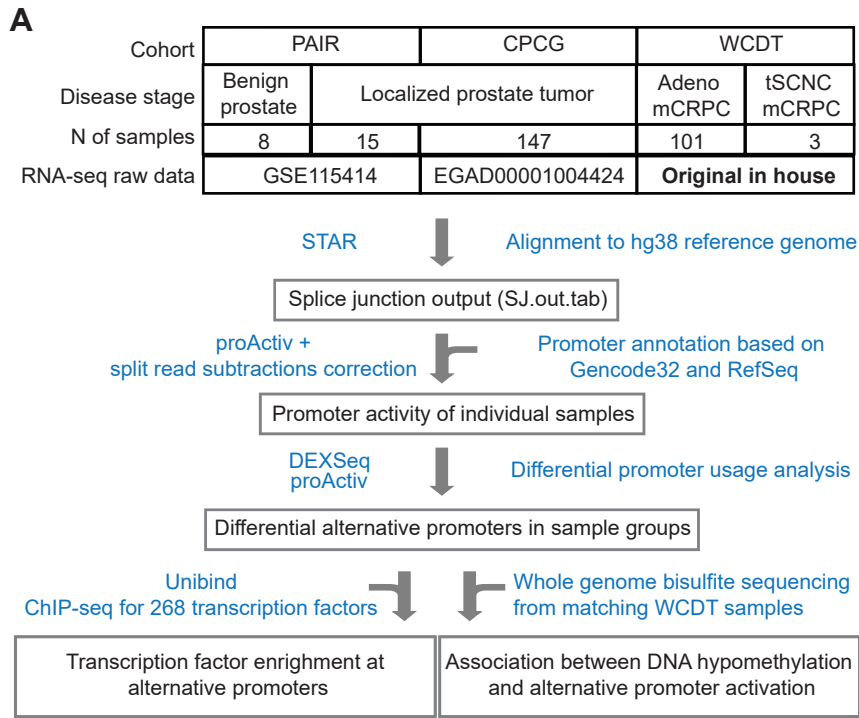 A
Cohort PAIR CPCG WCDT
Disease stage Benign prostate Localized prostate tumor Adeno mCRPC tSCNC mCRPC
N of samples 8 15 147 101 3
RNA-seq raw data GSE115414 EGAD00001004424 Original in house
STAR Alignment to hg38 reference genome
Splice junction output (SJ.out.tab)
proActiv +
split read subtractions correction
Promoter annotation based on
Gencode32 and RefSeq
Promoter activity of individual samples
DEXSeq
proActiv
Differential promoter usage analysis
Differential alternative promoters in sample groups
Unibind
ChIP-seq for 268 transcription factors
Whole genome bisulfite sequencing
from matching WCDT samples
Transcription factor enrighment at
alternative promoters
Association between DNA hypomethylation
and alternative promoter activation